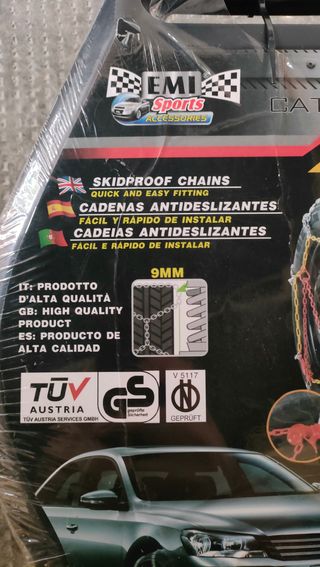 EMI
Sports
ACCESSORIES
CAT
SKIDPROOF CHAINS
QUICK AND EASY FITTING
CADENAS ANTIDESLIZANTES
FÁCIL Y RÁPIDO DE INSTALAR
CADEIAS ANTIDESLIZANTES
FÁCIL E RÁPIDO DE INSTALAR
9MM
IT: PRODOTTO
D'ALTA QUALITÀ
GB: HIGH QUALITY
PRODUCT
ES: PRODUCTO DE
ALTA CALIDAD
TÜV
AUSTRIA
TÜV AUSTRIA SERVICES GMBH
GS
geprüfte
Sicherheit
V 5117
GEPRÜFT